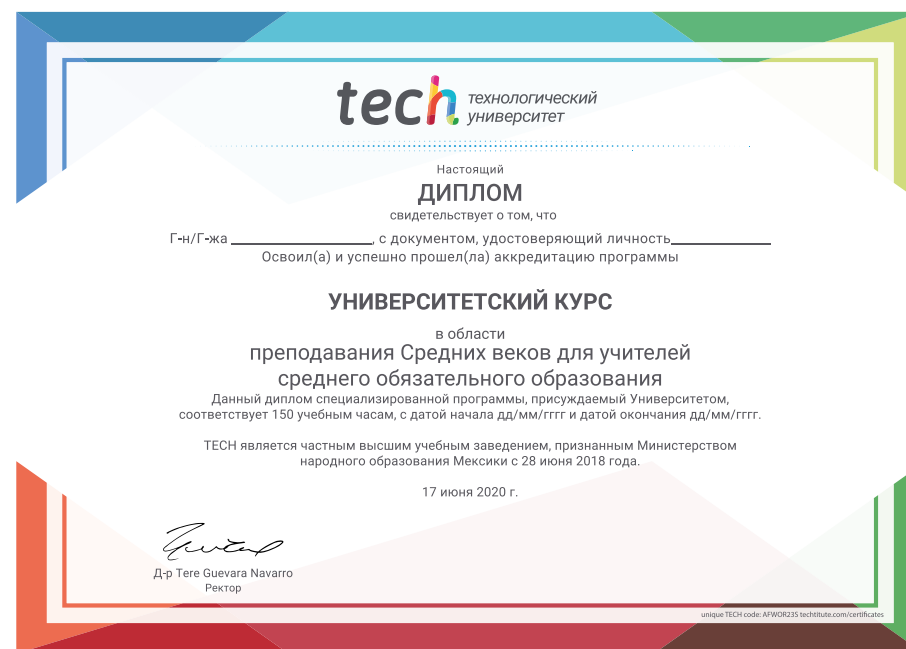 tech технологический
университет
Настоящий
ДИПЛОМ
свидетельствует о том, что
Г-н/Г-жа ____________________, с документом, удостоверяющий личность______________
Освоил(а) и успешно прошел(ла) аккредитацию программы
УНИВЕРСИТЕТСКИЙ КУРС
в области
преподавания Средних веков для учителей
среднего обязательного образования
Данный диплом специализированной программы, присуждаемый Университетом,
соответствует 150 учебным часам, с датой начала дд/мм/гггг и датой окончания дд/мм/гггг.
TECH является частным высшим учебным заведением, признанным Министерством
народного образования Мексики с 28 июня 2018 года.
17 июня 2020 г.
Д-р Tere Guevara Navarro
Ректор
unique TECH code: AFWOR23S techtitute.com/certificates